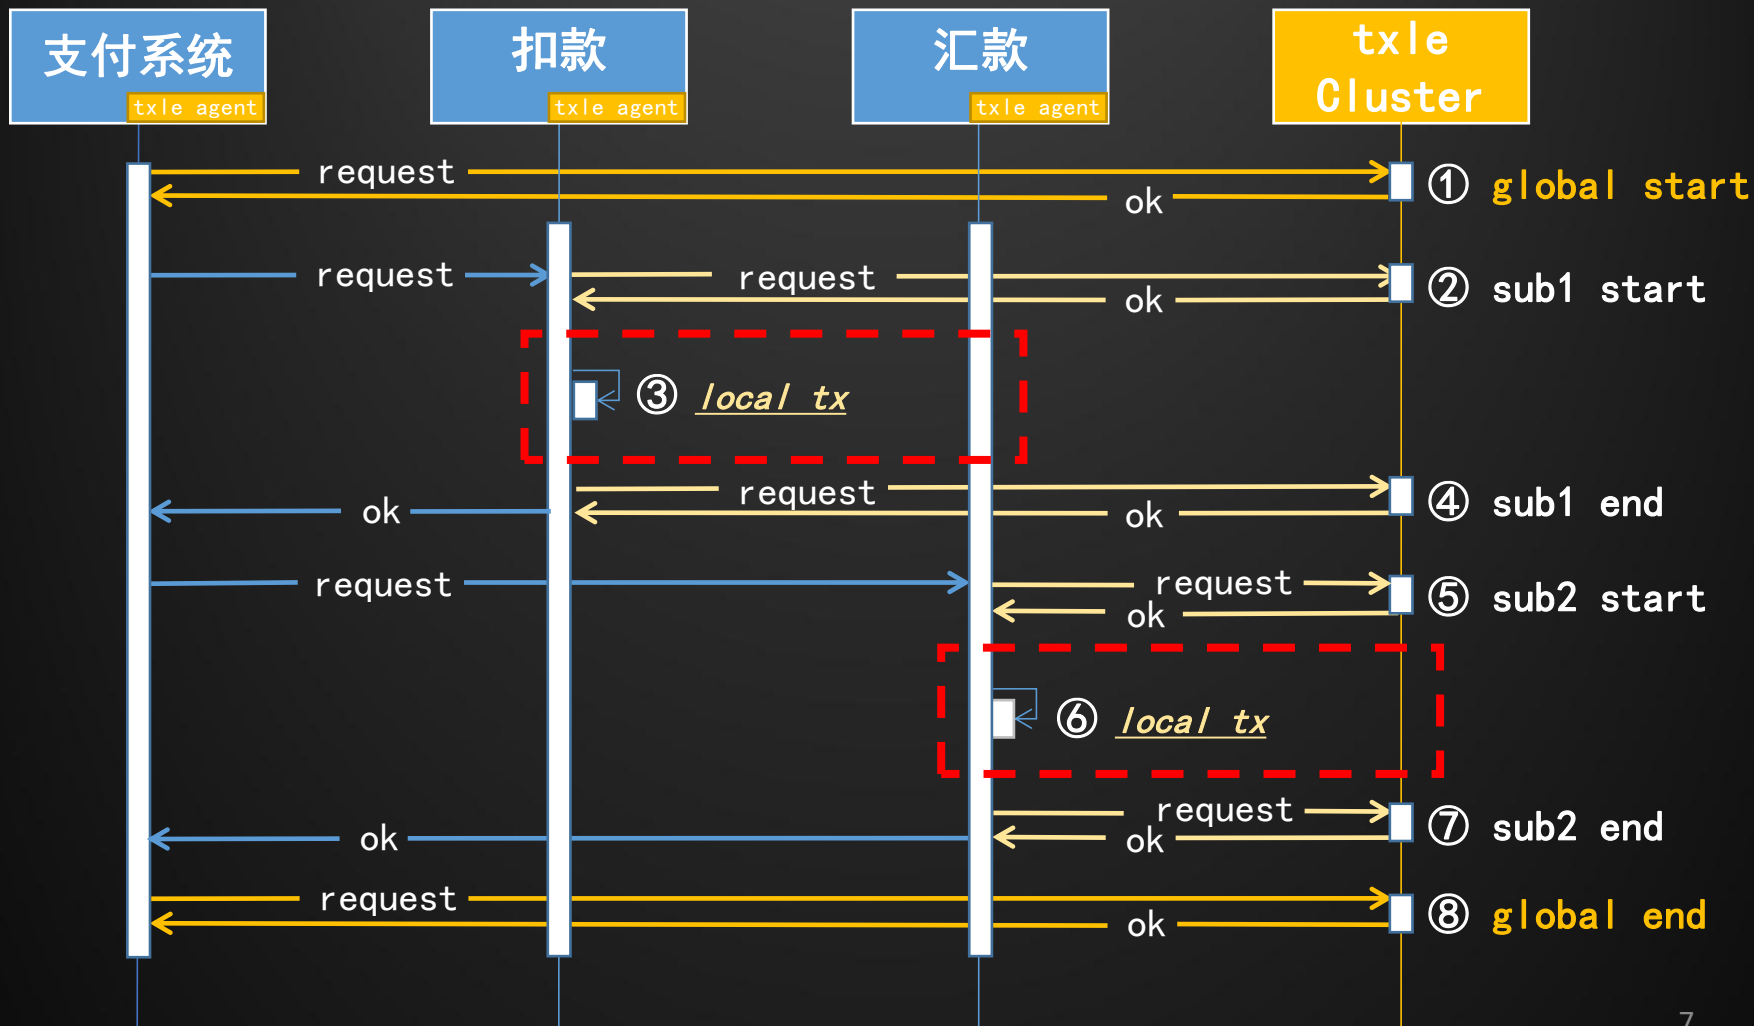 支付系统
txle agent
扣款
txle agent
汇款
txle agent
txle
Cluster
request
ok
① global start
request
request
ok
② sub1 start
③ local tx
request
ok
ok
④ sub1 end
request
request
ok
⑤ sub2 start
⑥ local tx
request
ok
ok
⑦ sub2 end
request
ok
⑧ global end
7